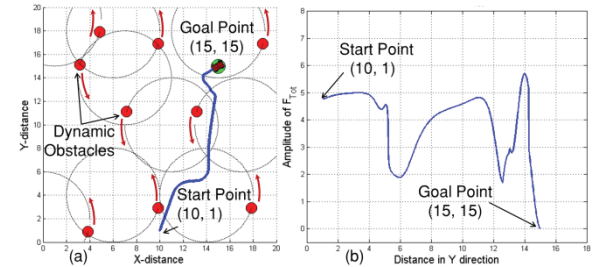 20
18
16
14
12
10
8
6
4
2
0
Y-distance
Goal Point
(15, 15)
Dynamic
Obstacles
Start Point
(10, 1)
(a)
0 2 4 6 8 10 12 14 16 18 20
X-distance
6
5
4
3
2
1
0
Amplitude of F_Tot
Start Point
(10, 1)
Goal Point
(15, 15)
(b)
0 2 4 6 8 10 12 14 16 18
Distance in Y direction